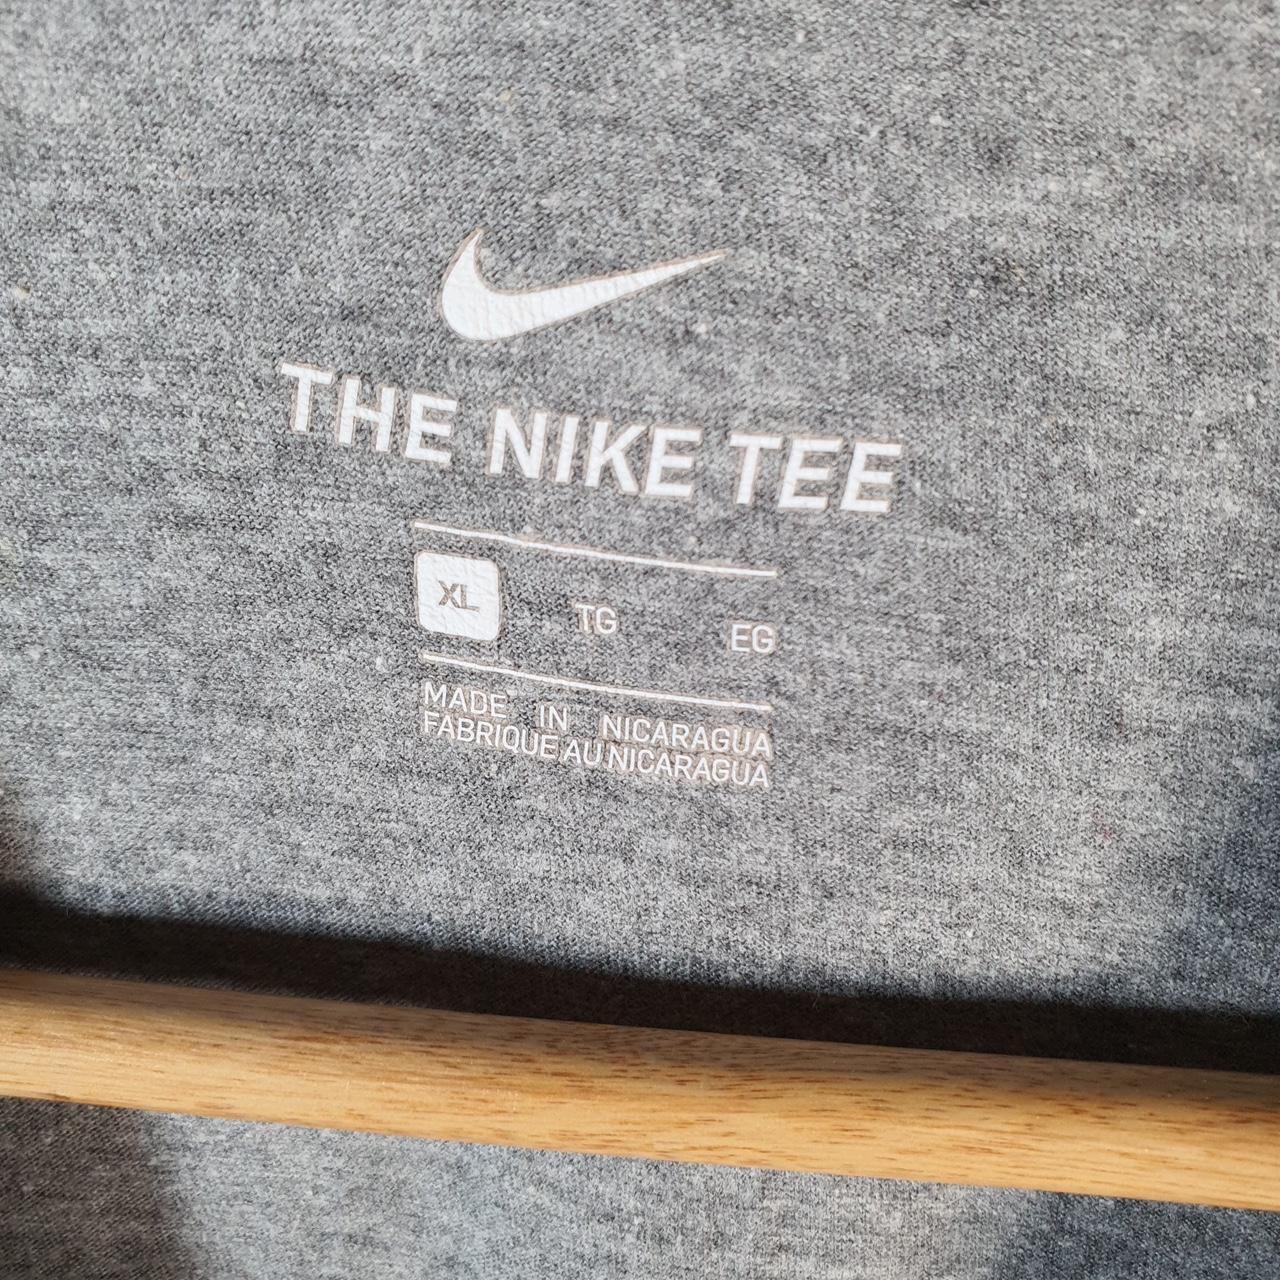 THE NIKE TEE
XL TG EG
MADE IN NICARAGUA
FABRIQUE AU NICARAGUA